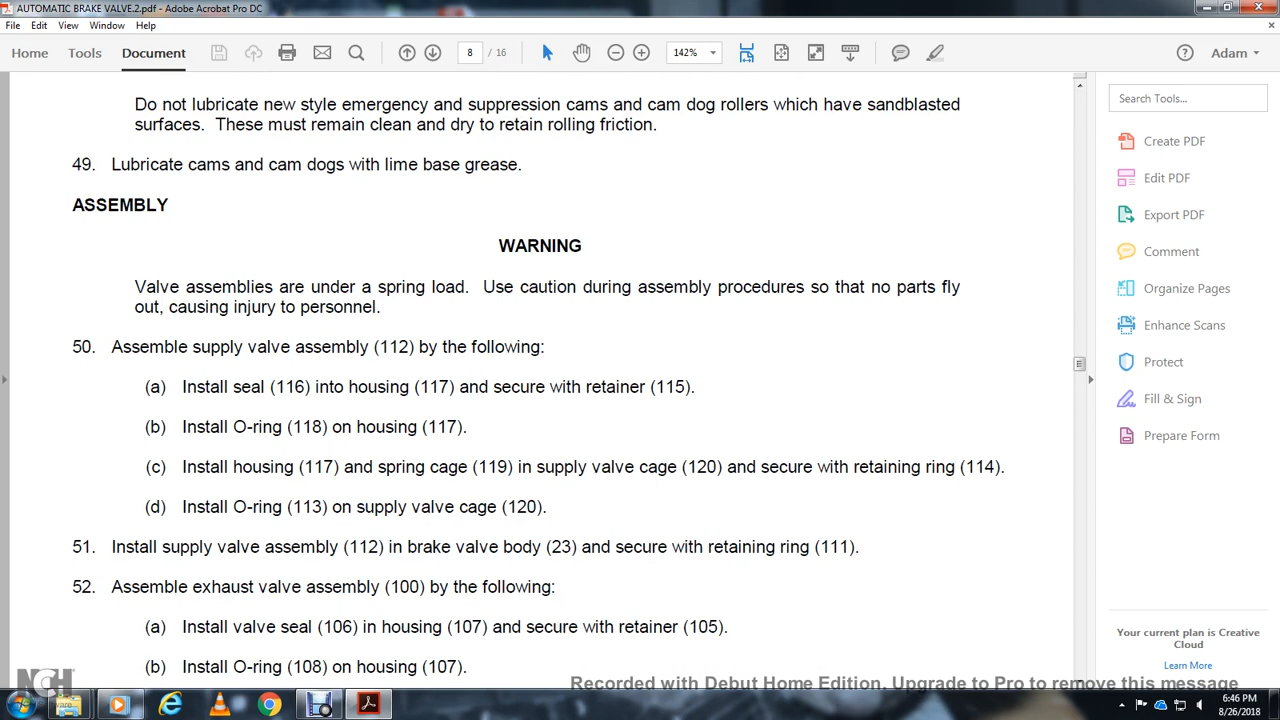 AUTOMATIC BRAKE VALVE.2.pdf - Adobe Acrobat Pro DC
File Edit View Window Help
Home Tools Document 8 / 16 142% Adam
Do not lubricate new style emergency and suppression cams and cam dog rollers which have sandblasted
surfaces. These must remain clean and dry to retain rolling friction.
49. Lubricate cams and cam dogs with lime base grease.
ASSEMBLY
WARNING
Valve assemblies are under a spring load. Use caution during assembly procedures so that no parts fly
out, causing injury to personnel.
50. Assemble supply valve assembly (112) by the following:
(a) Install seal (116) into housing (117) and secure with retainer (115).
(b) Install O-ring (118) on housing (117).
(c) Install housing (117) and spring cage (119) in supply valve cage (120) and secure with retaining ring (114).
(d) Install O-ring (113) on supply valve cage (120).
51. Install supply valve assembly (112) in brake valve body (23) and secure with retaining ring (111).
52. Assemble exhaust valve assembly (100) by the following:
(a) Install valve seal (106) in housing (107) and secure with retainer (105).
(b) Install O-ring (108) on housing (107).
Search Tools...
Create PDF
Edit PDF
Export PDF
Comment
Organize Pages
Enhance Scans
Protect
Fill & Sign
Prepare Form
Your current plan is Creative
Cloud
Learn More
NCH
Recorded with Debut Home Edition. Upgrade to Pro to remove this message
6:46 PM
8/26/2018